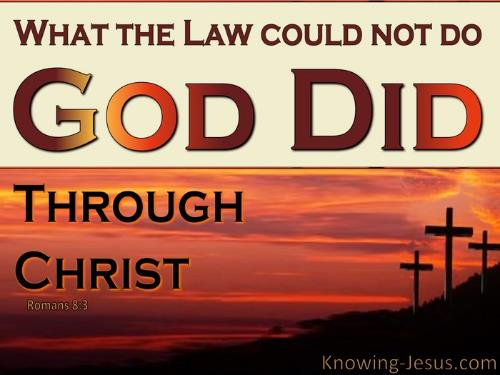 What the Law could not do
God Did
Through
Christ
Romans 8:3
Knowing-Jesus.com